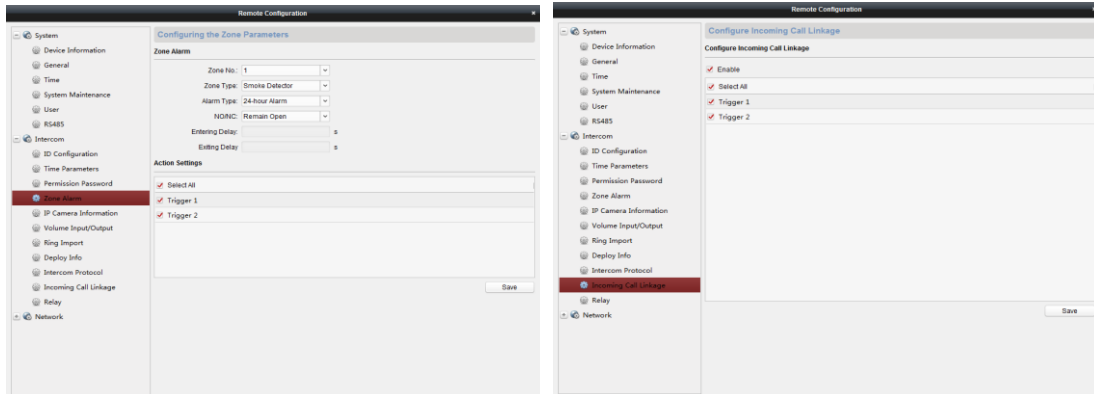 Remote Configuration
×
System
Device Information
General
Time
System Maintenance
User
RS485
Intercom
ID Configuration
Time Parameters
Permission Password
Zone Alarm
IP Camera Information
Volume Input/Output
Ring Import
Deploy Info
Intercom Protocol
Incoming Call Linkage
Relay
Network
Configuring the Zone Parameters
Zone Alarm
Zone No.: 1
Zone Type: Smoke Detector
Alarm Type: 24-hour Alarm
NO/NC: Remain Open
Entering Delay: s
Exiting Delay s
Action Settings
Select All
Trigger 1
Trigger 2
Save
Remote Configuration
System
Device Information
General
Time
System Maintenance
User
RS485
Intercom
ID Configuration
Time Parameters
Permission Password
Zone Alarm
IP Camera Information
Volume Input/Output
Ring Import
Deploy Info
Intercom Protocol
Incoming Call Linkage
Relay
Network
Configure Incoming Call Linkage
Configure Incoming Call Linkage
Enable
Select All
Trigger 1
Trigger 2
Save